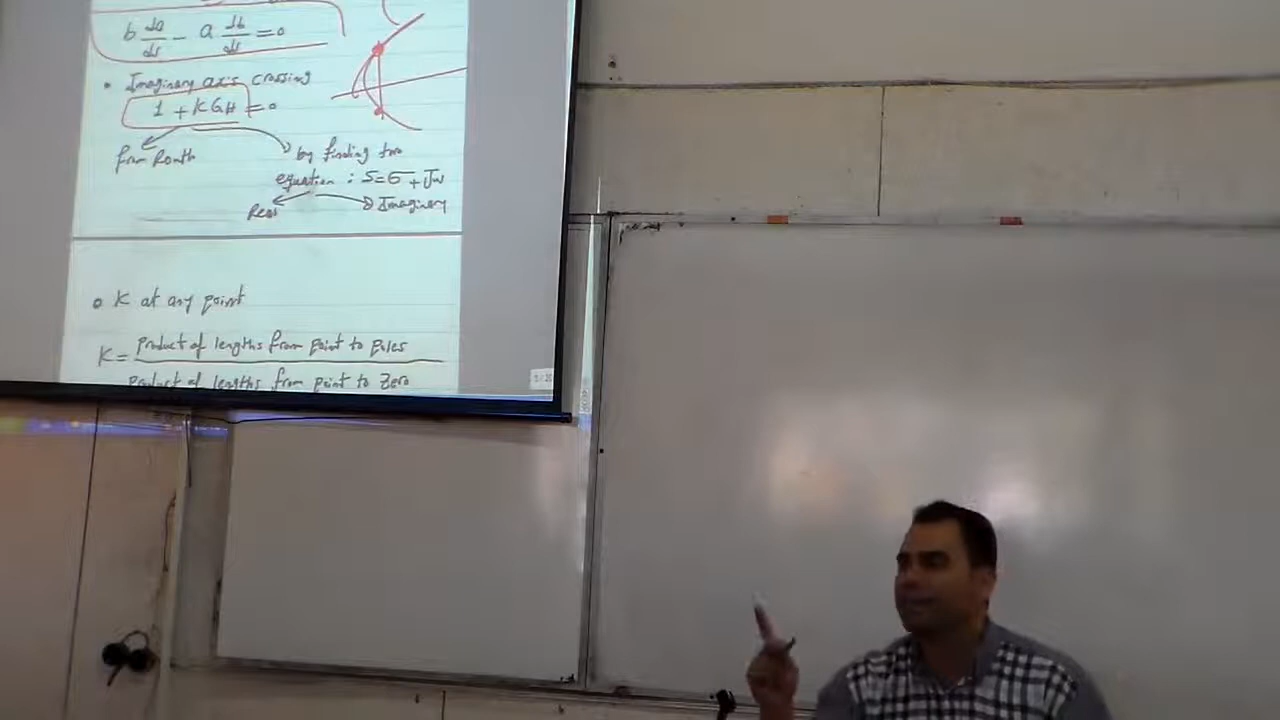 b da/ds - a db/ds = 0
• Imaginary axis crossing
1 + KGH = 0
from Routh
by finding two
equation : S = σ + Jw
Real
Imaginary
o K at any point
K = product of lengths from point to poles
product of lengths from point to Zero